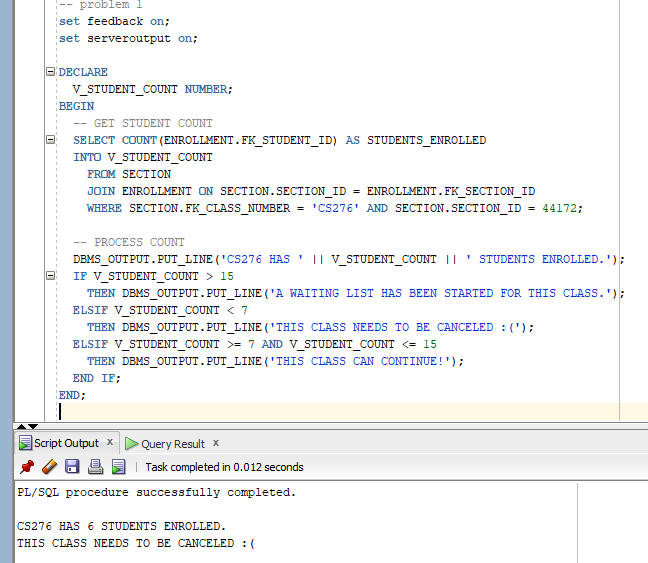 -- problem 1
set feedback on;
set serveroutput on;
DECLARE
V_STUDENT_COUNT NUMBER;
BEGIN
-- GET STUDENT COUNT
SELECT COUNT(ENROLLMENT.FK_STUDENT_ID) AS STUDENTS_ENROLLED
INTO V_STUDENT_COUNT
FROM SECTION
JOIN ENROLLMENT ON SECTION.SECTION_ID = ENROLLMENT.FK_SECTION_ID
WHERE SECTION.FK_CLASS_NUMBER = 'CS276' AND SECTION.SECTION_ID = 44172;
-- PROCESS COUNT
DBMS_OUTPUT.PUT_LINE('CS276 HAS ' || V_STUDENT_COUNT || ' STUDENTS ENROLLED.');
IF V_STUDENT_COUNT > 15
THEN DBMS_OUTPUT.PUT_LINE('A WAITING LIST HAS BEEN STARTED FOR THIS CLASS.');
ELSIF V_STUDENT_COUNT < 7
THEN DBMS_OUTPUT.PUT_LINE('THIS CLASS NEEDS TO BE CANCELED :(');
ELSIF V_STUDENT_COUNT >= 7 AND V_STUDENT_COUNT <= 15
THEN DBMS_OUTPUT.PUT_LINE('THIS CLASS CAN CONTINUE!');
END IF;
END;
Script Output x Query Result x
Task completed in 0.012 seconds
PL/SQL procedure successfully completed.
CS276 HAS 6 STUDENTS ENROLLED.
THIS CLASS NEEDS TO BE CANCELED :(